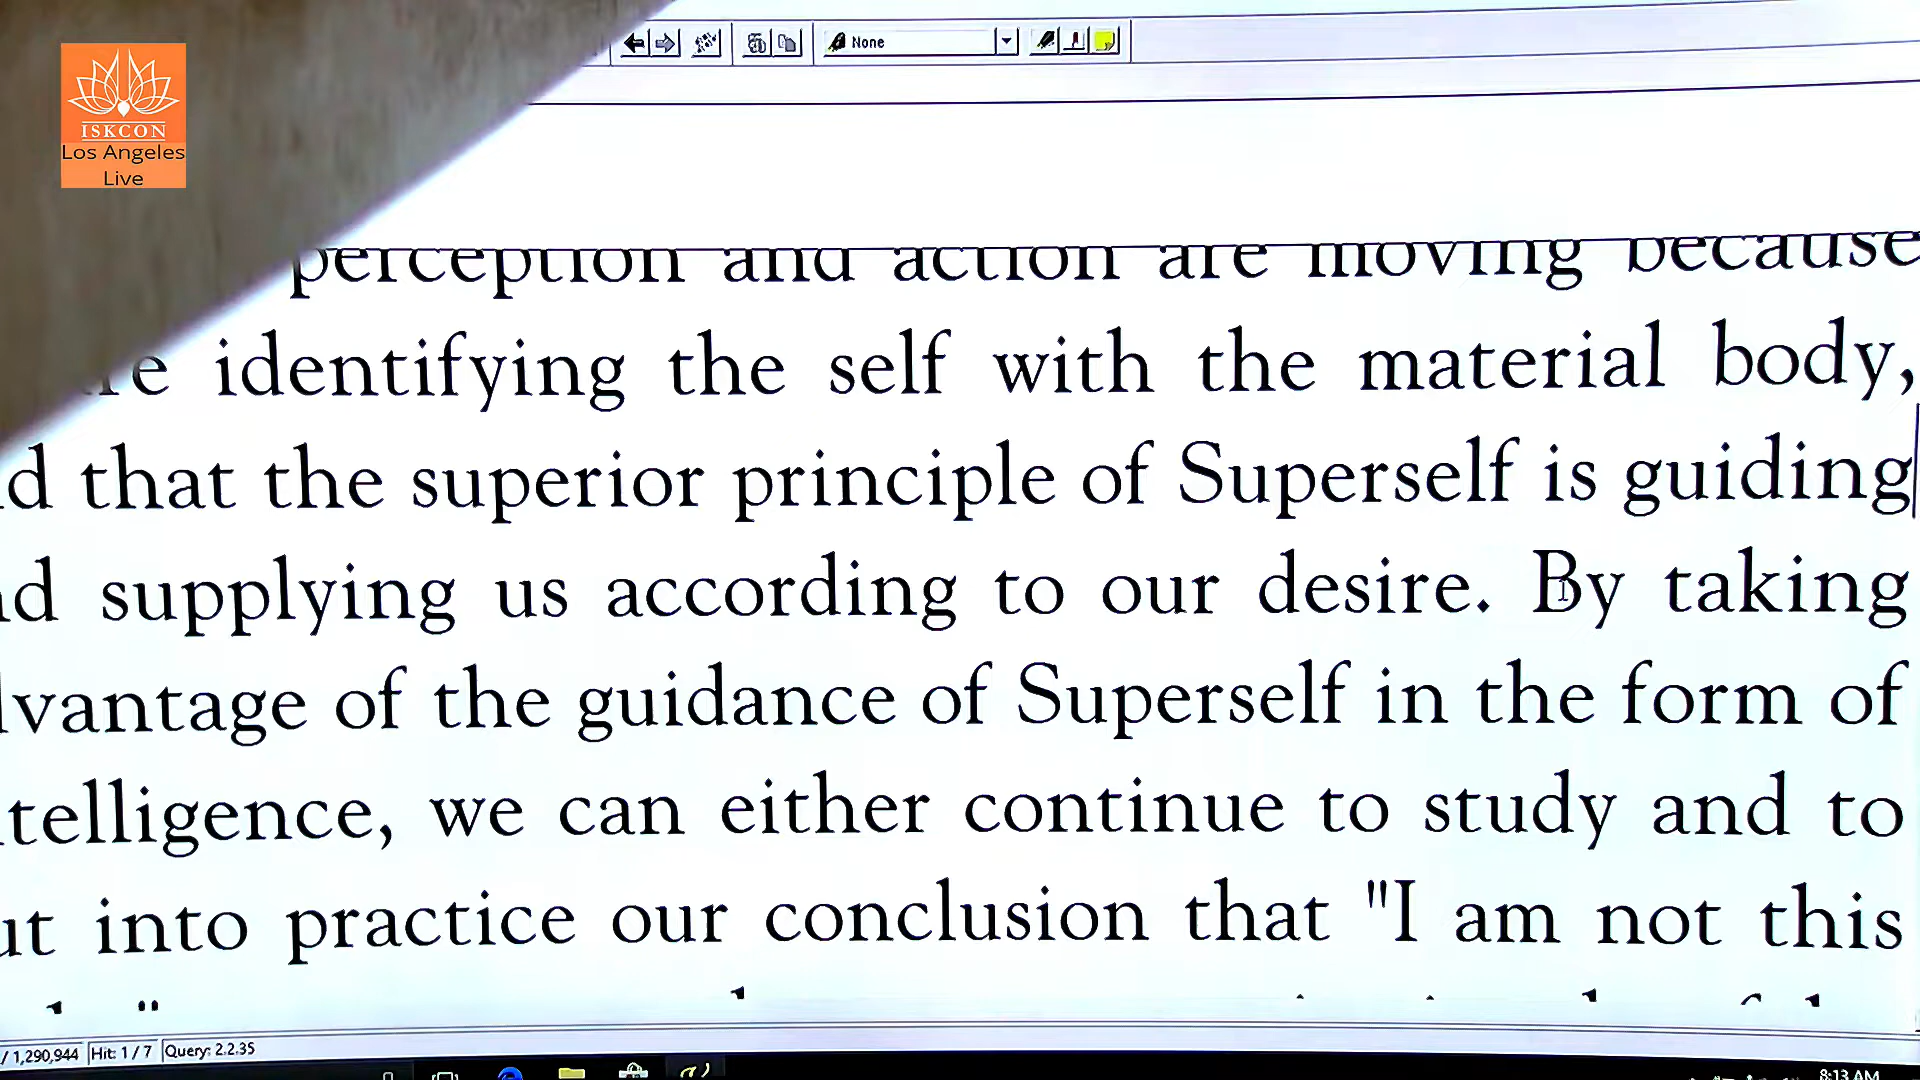 ISKCON
Los Angeles
Live
None
perception and action are moving because
identifying the self with the material body,
that the superior principle of Superself is guiding
supplying us according to our desire. By taking
of the guidance of Superself in the form of
we can either continue to study and to
into practice our conclusion that "I am not this
/ 1,290,944 Hit: 1 / 7 Query: 2.2.35
8:13 AM